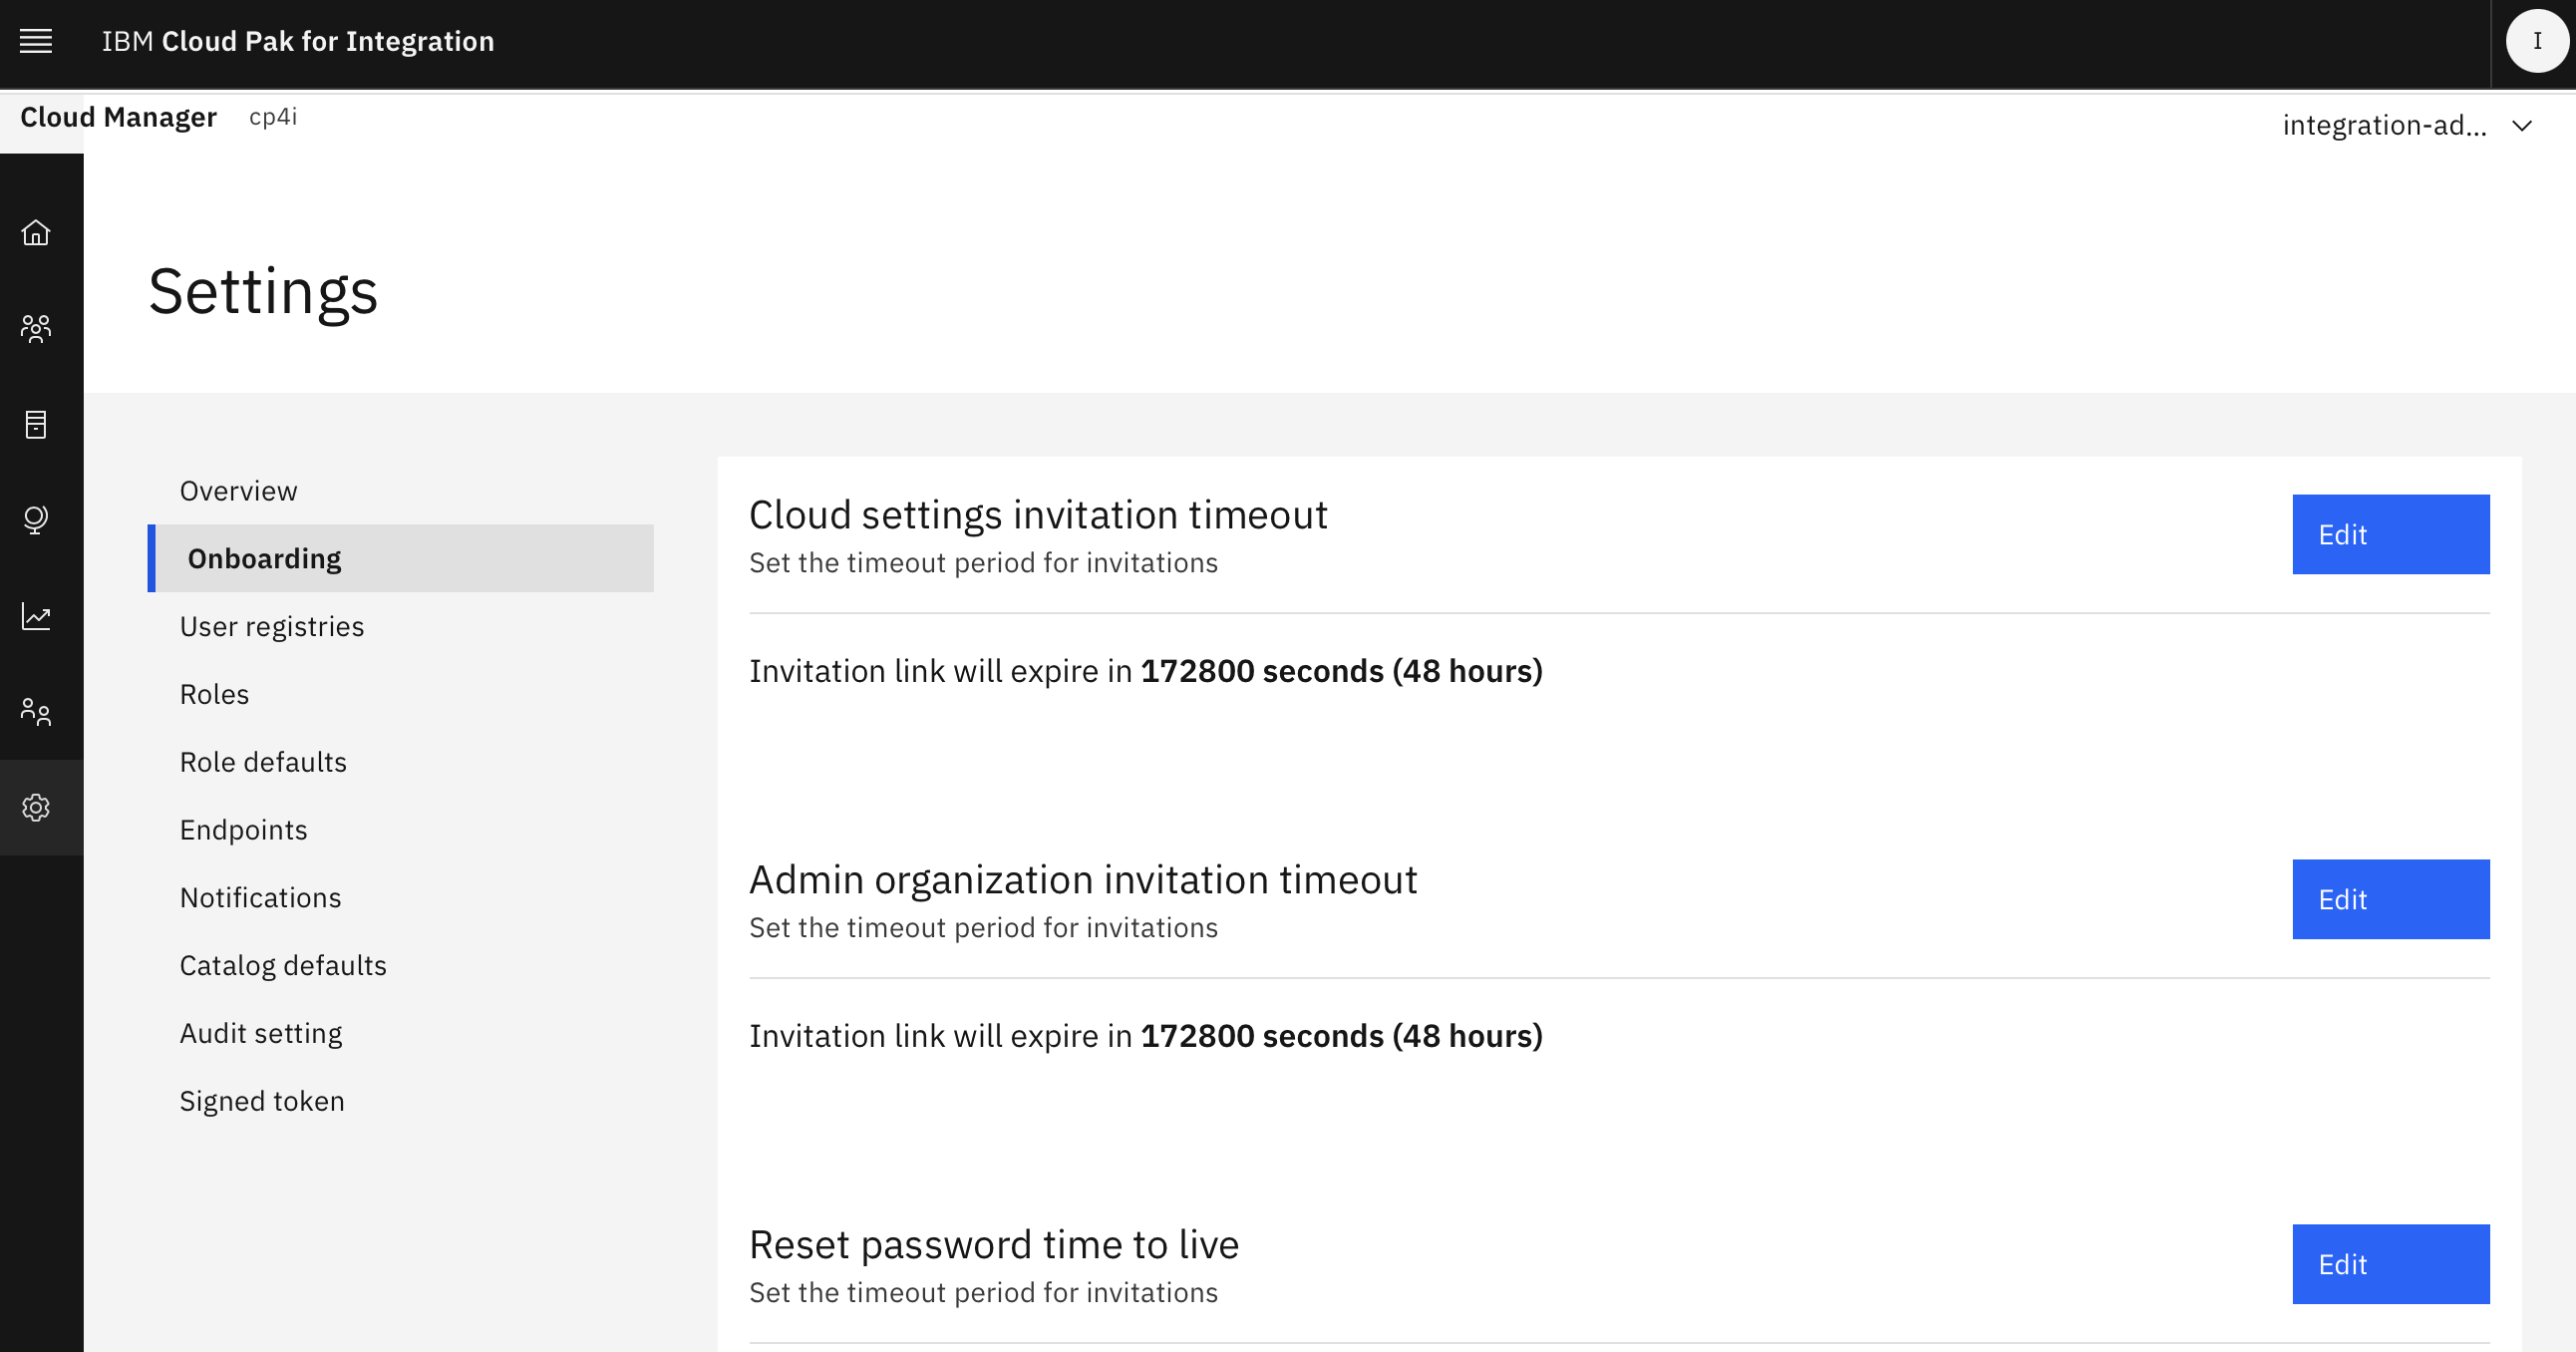 IBM Cloud Pak for Integration
I
Cloud Manager cp4i
integration-ad...
Settings
Overview
Onboarding
User registries
Roles
Role defaults
Endpoints
Notifications
Catalog defaults
Audit setting
Signed token
Cloud settings invitation timeout
Edit
Set the timeout period for invitations
Invitation link will expire in 172800 seconds (48 hours)
Admin organization invitation timeout
Edit
Set the timeout period for invitations
Invitation link will expire in 172800 seconds (48 hours)
Reset password time to live
Edit
Set the timeout period for invitations